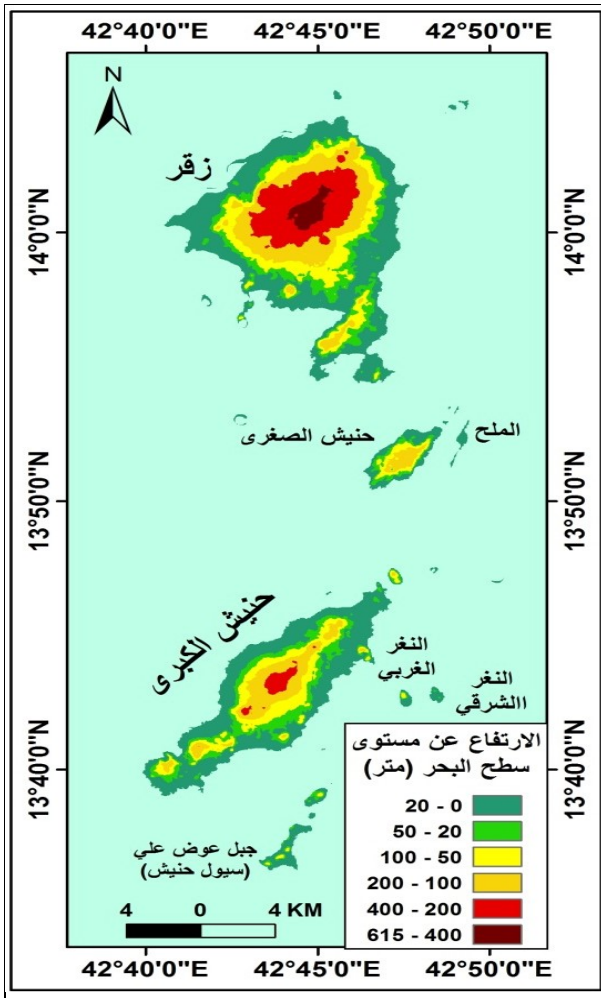 42°40'0"E 42°45'0"E 42°50'0"E
N
زقر
14°0'0"N 14°0'0"N
حنيش الصغرى
الملح
13°50'0"N 13°50'0"N
حنيش الكبرى
النغر
الغربي
النغر
االشرقي
13°40'0"N 13°40'0"N
جبل عوض علي
(سيول حنيش)
4 0 4 KM
الارتفاع عن مستوى
سطح البحر (متر)
20 - 0
50 - 20
100 - 50
200 - 100
400 - 200
615 - 400
42°40'0"E 42°45'0"E 42°50'0"E